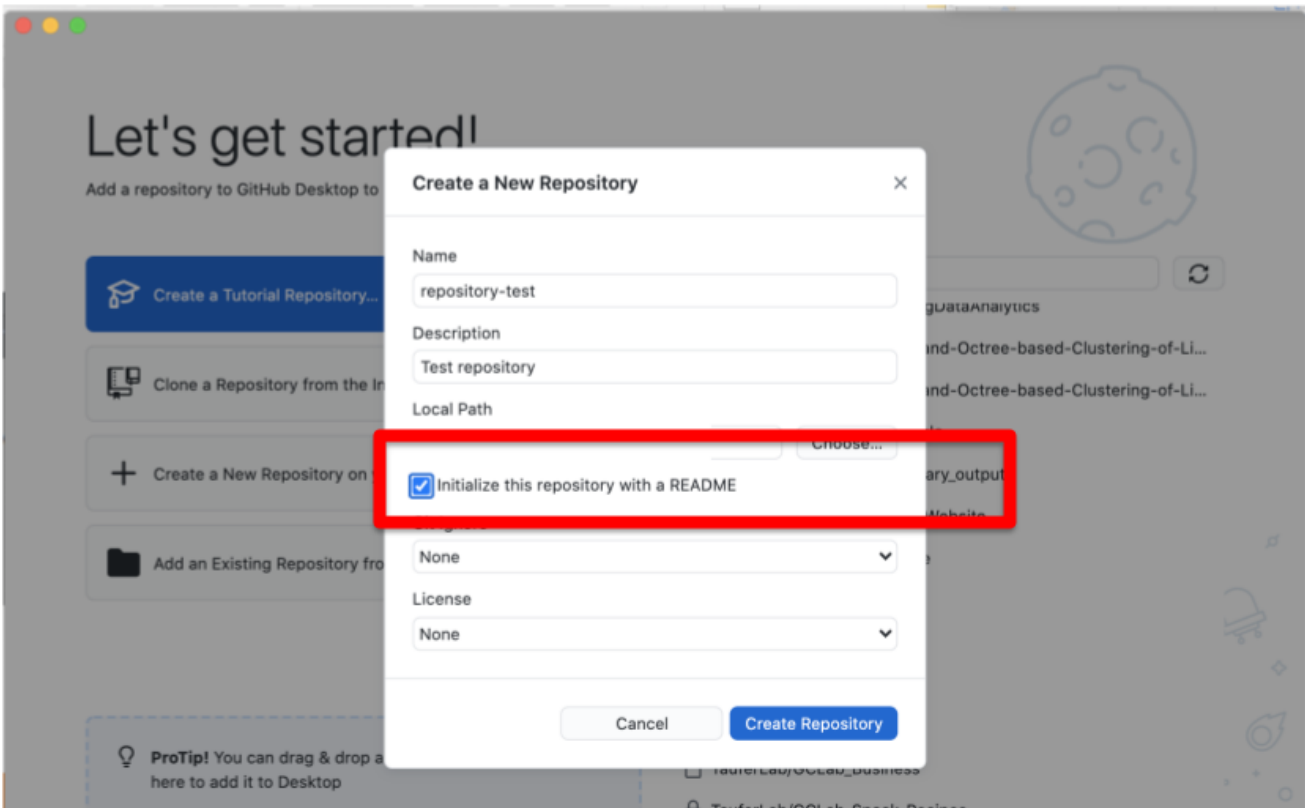 Let's get started!
Add a repository to GitHub Desktop to
Create a Tutorial Repository...
Clone a Repository from the In
Create a New Repository on
Add an Existing Repository fro
ProTip! You can drag & drop a
here to add it to Desktop
Create a New Repository
Name
repository-test
Description
Test repository
Local Path
Choose...
Initialize this repository with a README
None
License
None
Cancel
Create Repository
gDataAnalytics
and-Octree-based-Clustering-of-Li...
and-Octree-based-Clustering-of-Li...
ary_output
Website
TauferLab/GCLab_Business